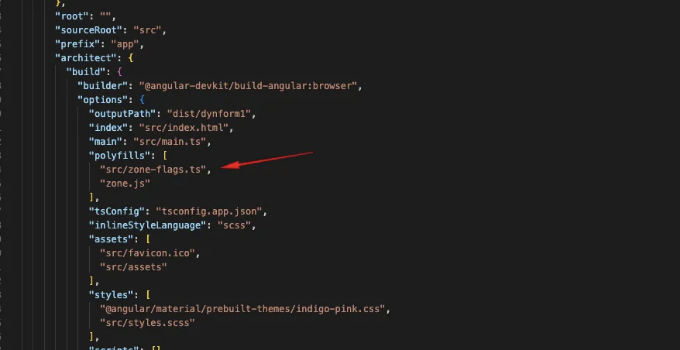 },
"root": "",
"sourceRoot": "src",
"prefix": "app",
"architect": {
"build": {
"builder": "@angular-devkit/build-angular:browser",
"options": {
"outputPath": "dist/dynform1",
"index": "src/index.html",
"main": "src/main.ts",
"polyfills": [
"src/zone-flags.ts",
"zone.js"
],
"tsConfig": "tsconfig.app.json",
"inlineStyleLanguage": "scss",
"assets": [
"src/favicon.ico",
"src/assets"
],
"styles": [
"@angular/material/prebuilt-themes/indigo-pink.css",
"src/styles.scss"
],
"scripts": []